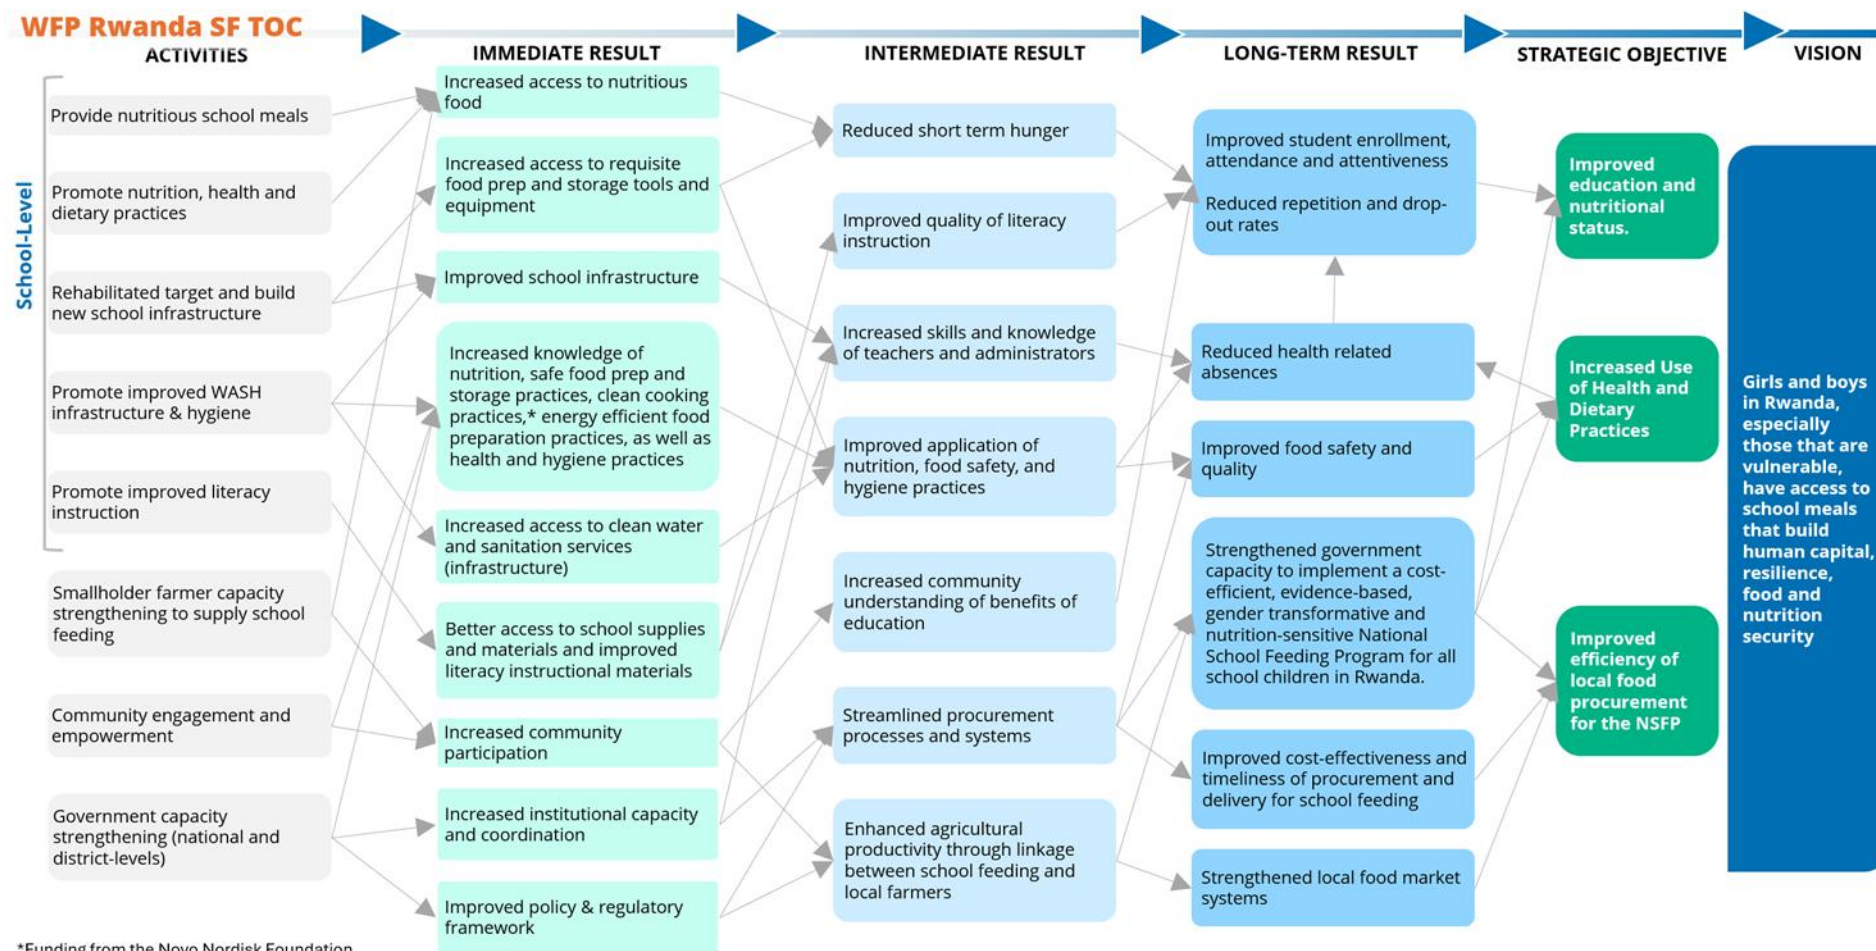 WFP Rwanda SF TOC
ACTIVITIES
IMMEDIATE RESULT
INTERMEDIATE RESULT
LONG-TERM RESULT
STRATEGIC OBJECTIVE
VISION
School-Level
Provide nutritious school meals
Promote nutrition, health and
dietary practices
Rehabilitated target and build
new school infrastructure
Promote improved WASH
infrastructure & hygiene
Promote improved literacy
instruction
Smallholder farmer capacity
strengthening to supply school
feeding
Community engagement and
empowerment
Government capacity
strengthening (national and
district-levels)
Increased access to nutritious
food
Increased access to requisite
food prep and storage tools and
equipment
Improved school infrastructure
Increased knowledge of
nutrition, safe food prep and
storage practices, clean cooking
practices,* energy efficient food
preparation practices, as well as
health and hygiene practices
Increased access to clean water
and sanitation services
(infrastructure)
Better access to school supplies
and materials and improved
literacy instructional materials
Increased community
participation
Increased institutional capacity
and coordination
Improved policy & regulatory
framework
Reduced short term hunger
Improved quality of literacy
instruction
Increased skills and knowledge
of teachers and administrators
Improved application of
nutrition, food safety, and
hygiene practices
Increased community
understanding of benefits of
education
Streamlined procurement
processes and systems
Enhanced agricultural
productivity through linkage
between school feeding and
local farmers
Improved student enrollment,
attendance and attentiveness
Reduced repetition and drop-
out rates
Reduced health related
absences
Improved food safety and
quality
Strengthened government
capacity to implement a cost-
efficient, evidence-based,
gender transformative and
nutrition-sensitive National
School Feeding Program for all
school children in Rwanda.
Improved cost-effectiveness and
timeliness of procurement and
delivery for school feeding
Strengthened local food market
systems
Improved
education and
nutritional
status.
Increased Use
of Health and
Dietary
Practices
Improved
efficiency of
local food
procurement
for the NSFP
Girls and boys
in Rwanda,
especially
those that are
vulnerable,
have access to
school meals
that build
human capital,
resilience,
food and
nutrition
security
*Funding from the Novo Nordisk Foundation